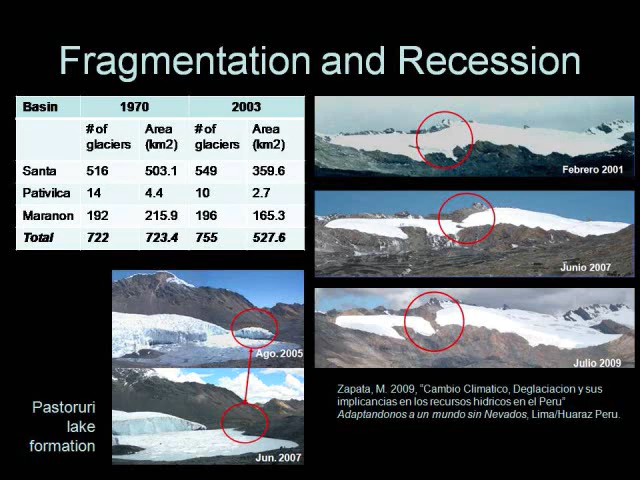 Fragmentation and Recession
Basin 1970 2003
# of glaciers Area (km2) # of glaciers Area (km2)
Santa 516 503.1 549 359.6
Pativilca 14 4.4 10 2.7
Maranon 192 215.9 196 165.3
Total 722 723.4 755 527.6
Febrero 2001
Junio 2007
Julio 2009
Ago. 2005
Jun. 2007
Pastoruri
lake
formation
Zapata, M. 2009, "Cambio Climatico, Deglaciacion y sus
implicancias en los recursos hidricos en el Peru"
Adaptandonos a un mundo sin Nevados, Lima/Huaraz Peru.